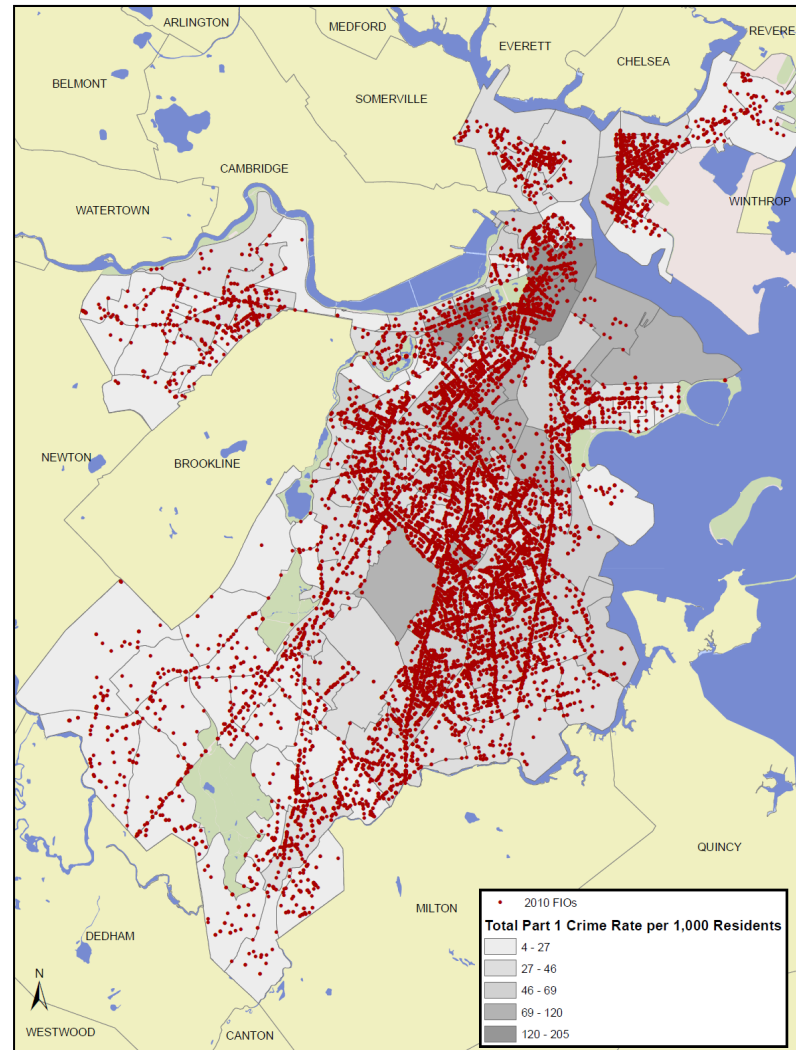 ARLINGTON
MEDFORD
REVERE
EVERETT
BELMONT
CHELSEA
SOMERVILLE
CAMBRIDGE
WINTHROP
WATERTOWN
NEWTON
BROOKLINE
QUINCY
MILTON
DEDHAM
N
WESTWOOD
CANTON
2010 FIOs
Total Part 1 Crime Rate per 1,000 Residents
4 - 27
27 - 46
46 - 69
69 - 120
120 - 205